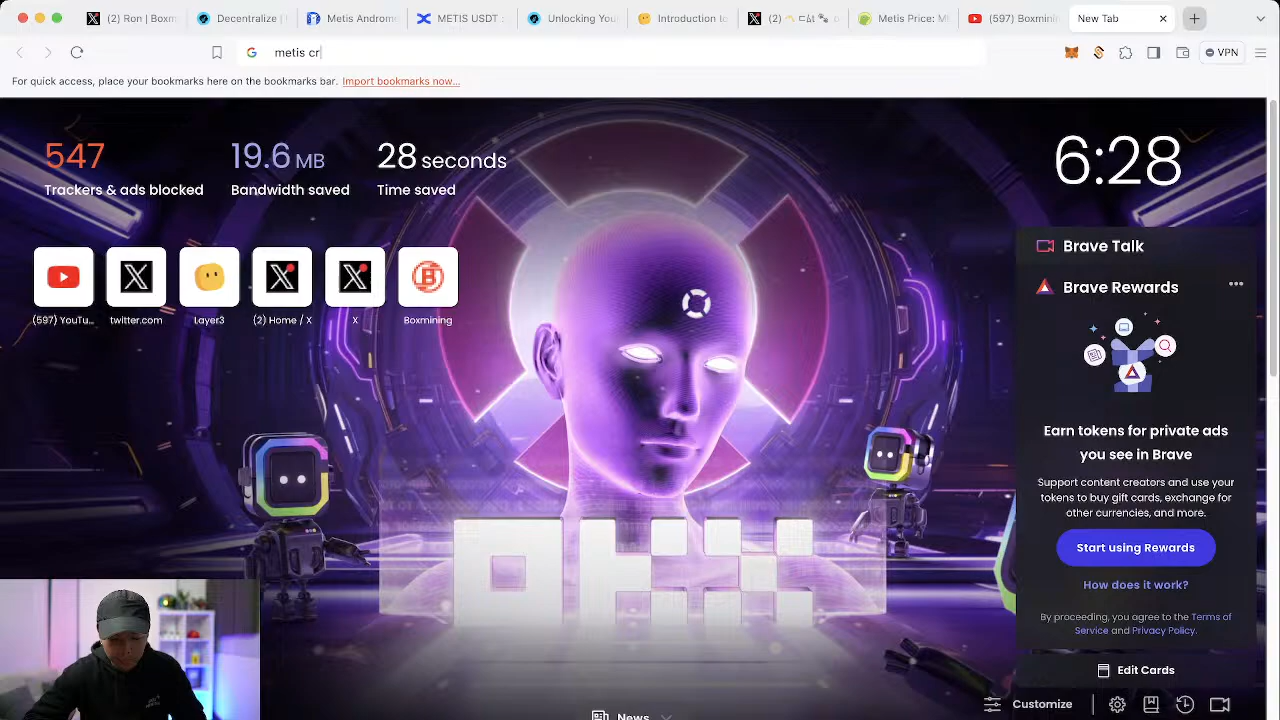 (2) Ron | Boxm
Decentralize |
Metis Androm
METIS USDT
Unlocking You
Introduction to
Metis Price: M
(597) Boxminin
New Tab
metis cr
VPN
For quick access, place your bookmarks here on the bookmarks bar. Import bookmarks now...
547
Trackers & ads blocked
19.6 MB
Bandwidth saved
28 seconds
Time saved
6:28
(597) YouTu...
twitter.com
Layer3
(2) Home / X
X
Boxmining
Brave Talk
Brave Rewards
Earn tokens for private ads
you see in Brave
Support content creators and use your
tokens to buy gift cards, exchange for
other currencies, and more.
Start using Rewards
How does it work?
By proceeding, you agree to the Terms of
Service and Privacy Policy.
Edit Cards
OKX
News
Customize